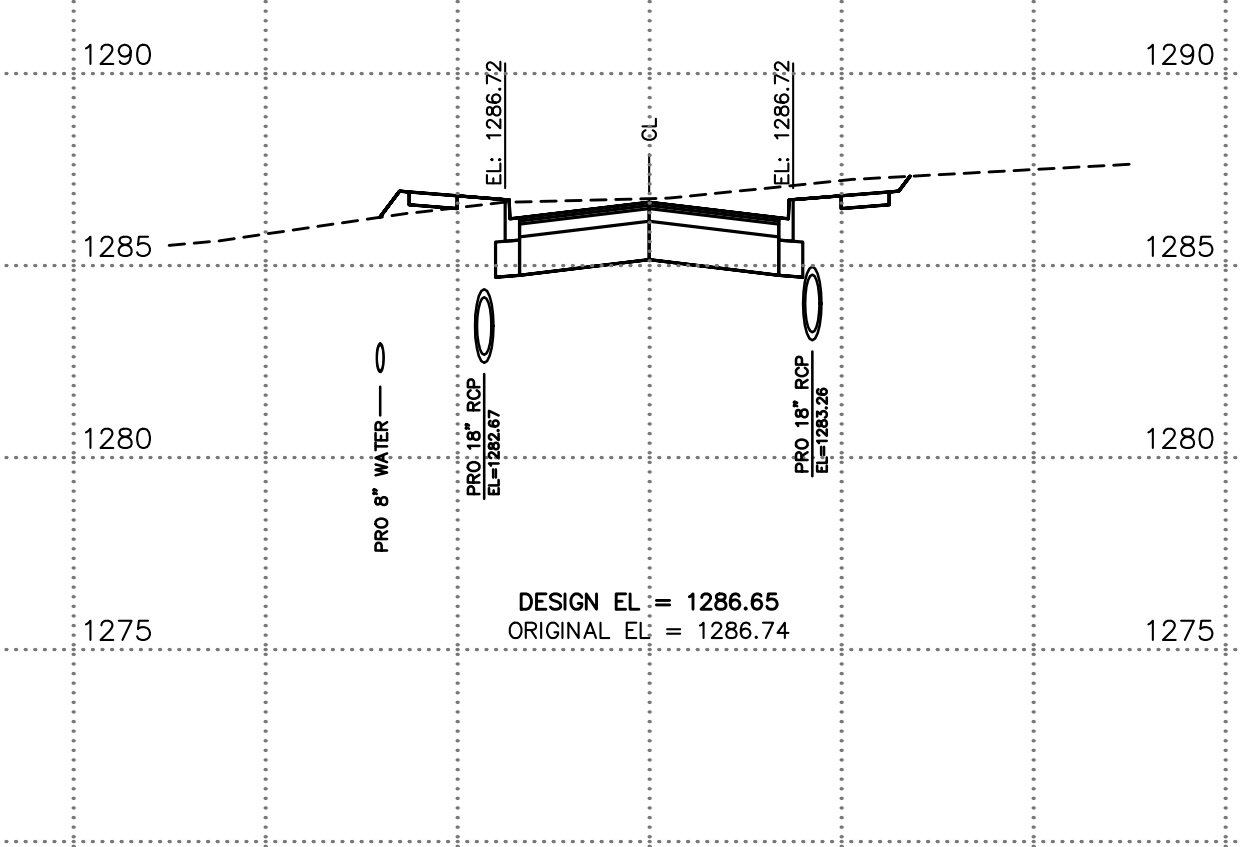 1290
1290
EL: 1286.72
EL: 1286.72
CL
1285
1285
PRO 18" RCP
EL=1282.67
PRO 18" RCP
EL=1283.26
PRO 8" WATER
1280
1280
DESIGN EL = 1286.65
ORIGINAL EL = 1286.74
1275
1275